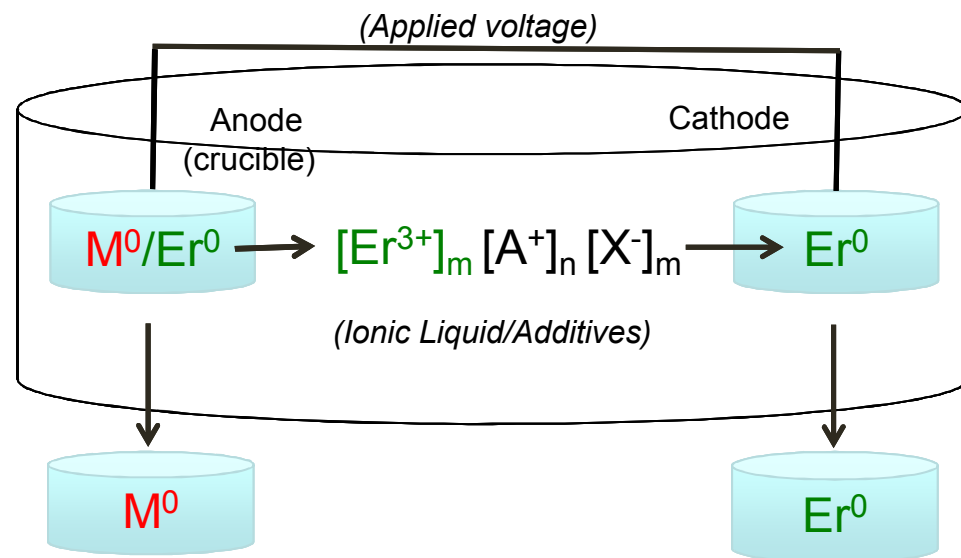 (Applied voltage)
Anode
(crucible)
Cathode
M⁰/Er⁰
[Er³⁺]ₘ [A⁺]ₙ [X⁻]ₘ
Er⁰
(Ionic Liquid/Additives)
M⁰
Er⁰